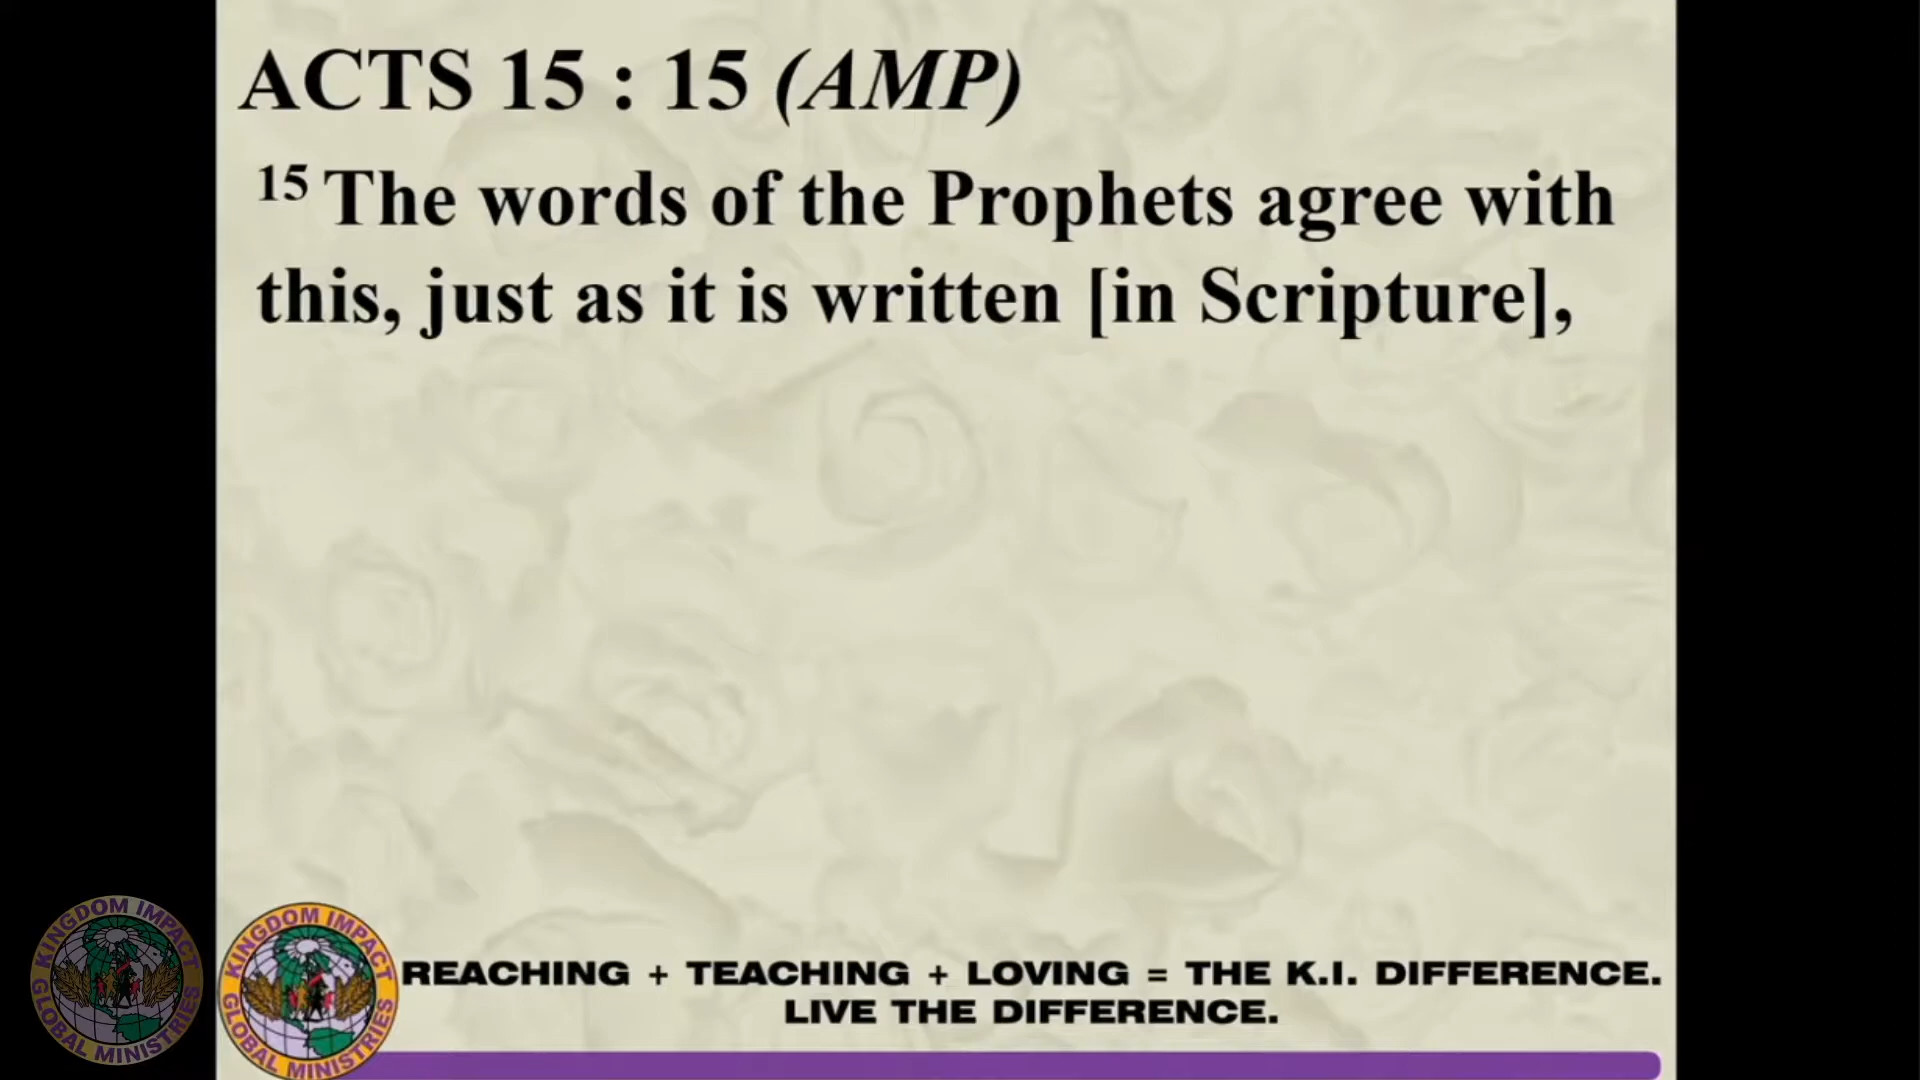 ACTS 15 : 15 (AMP)
15 The words of the Prophets agree with
this, just as it is written [in Scripture],
KINGDOM IMPACT
GLOBAL MINISTRIES
KINGDOM IMPACT
GLOBAL MINISTRIES
REACHING + TEACHING + LOVING = THE K.I. DIFFERENCE.
LIVE THE DIFFERENCE.